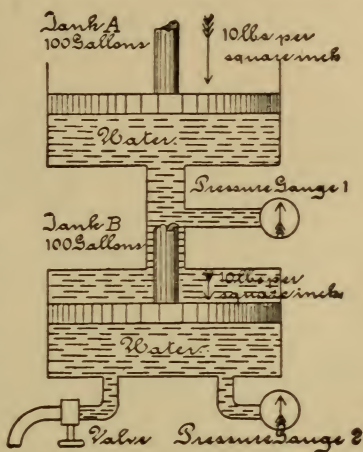 Tank A
100 Gallons
10 lbs per
square inch
Water.
Pressure Gauge 1
Tank B
100 Gallons
10 lbs per
square inch
Water.
Valve
Pressure Gauge 2